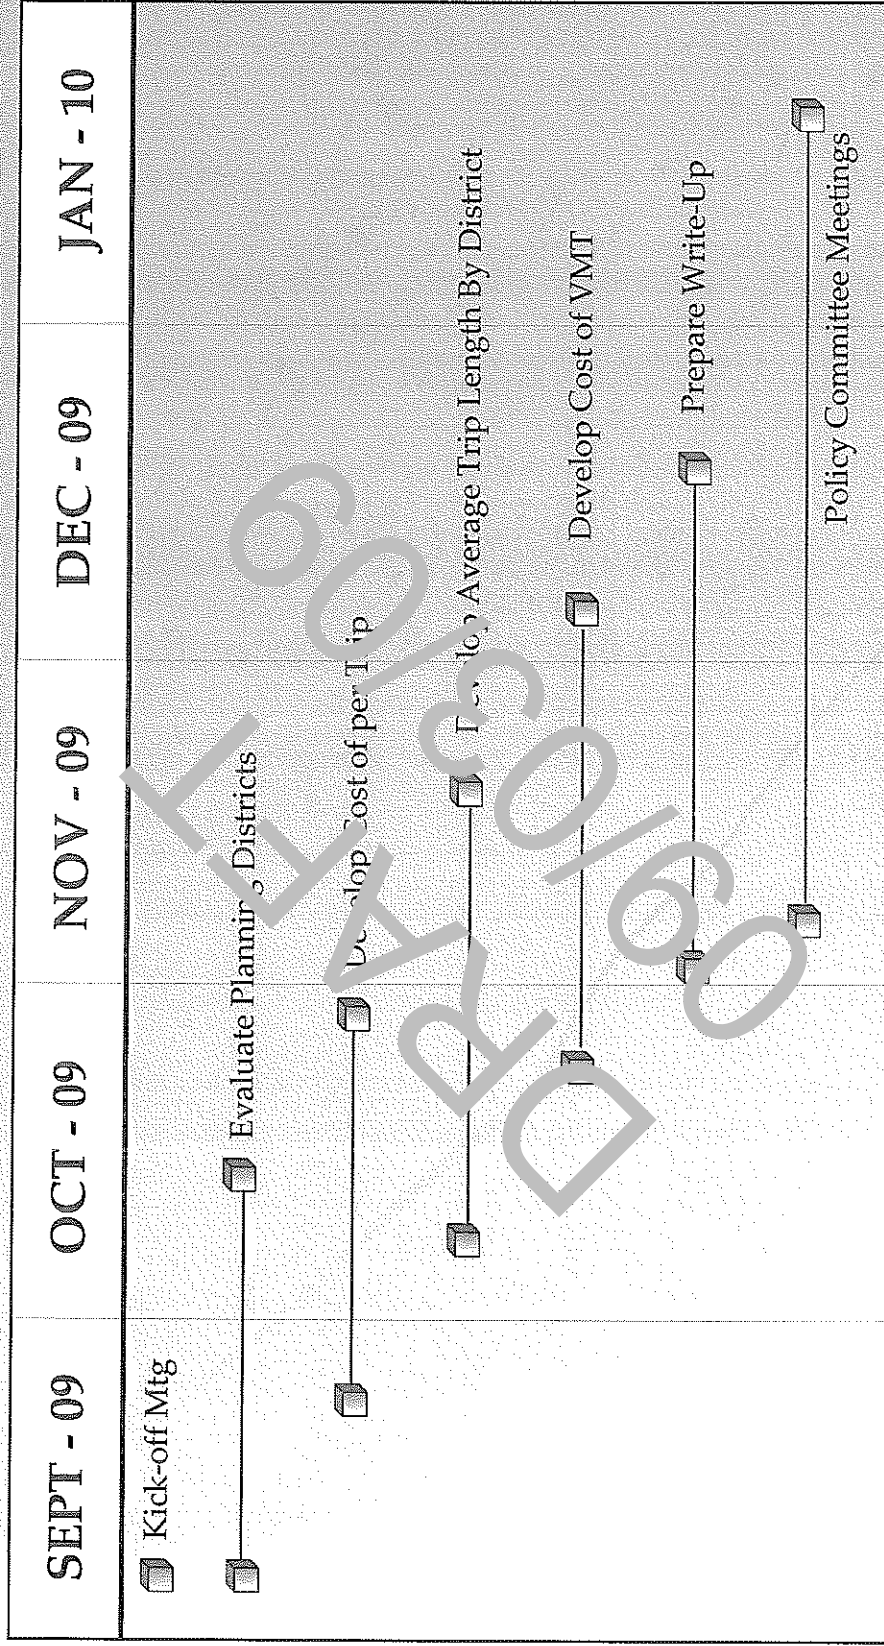 SEPT - 09
OCT - 09
NOV - 09
DEC - 09
JAN - 10
Kick-off Mtg
Evaluate Planning Districts
Develop Cost of per Trip
Develop Average Trip Length By District
Develop Cost of VMT
Prepare Write-Up
Policy Committee Meetings
DRAFT
09/03/09